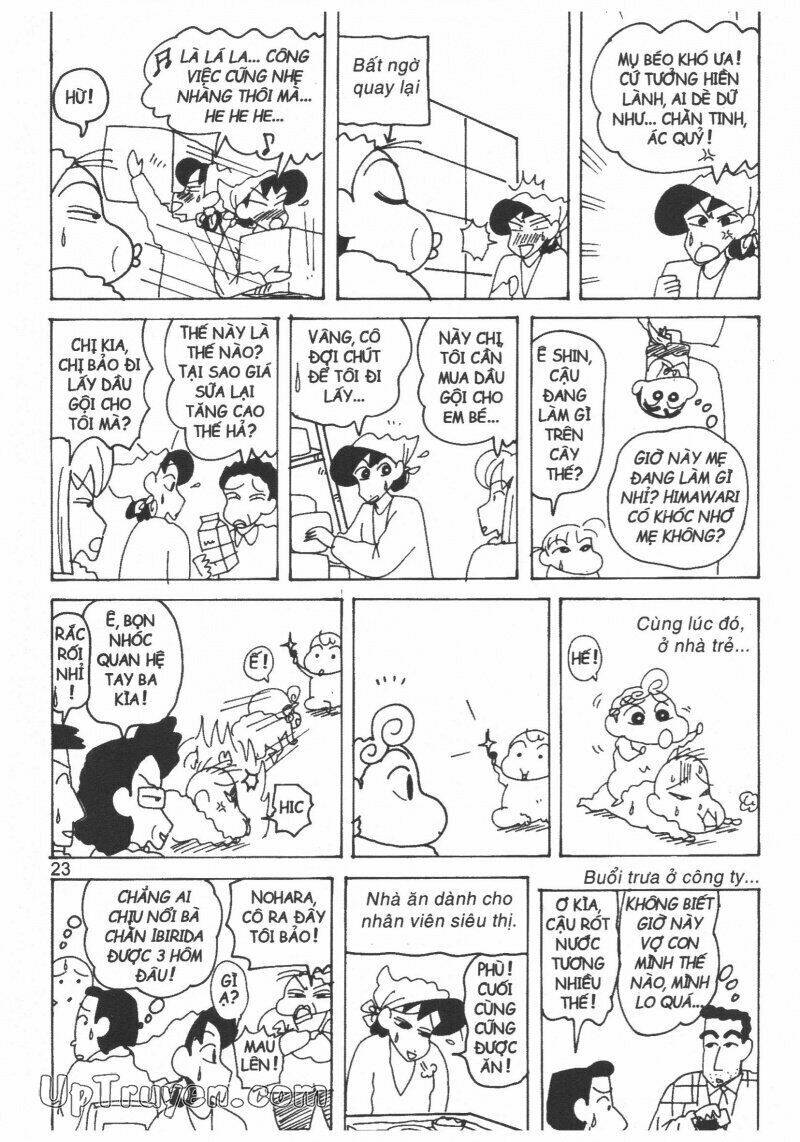 MỤ BÉO KHÓ ƯA!
CỨ TƯỞNG HIỀN
LÀNH, AI DÈ DỮ
NHƯ... CHẰN TINH,
ÁC QUỶ!
Bất ngờ
quay lại
LÀ LÁ LA... CÔNG
VIỆC CŨNG NHẸ
NHÀNG THÔI MÀ...
HE HE HE...
HỪ!
Ê SHIN,
CẬU
ĐANG
LÀM GÌ
TRÊN
CÂY
THẾ?
GIỜ NÀY MẸ
ĐANG LÀM GÌ
NHỈ? HIMAWARI
CÓ KHÓC NHỚ
MẸ KHÔNG?
NÀY CHỊ,
TÔI CẦN
MUA DẦU
GỘI CHO
EM BÉ...
VÂNG, CÔ
ĐỢI CHÚT
ĐỂ TÔI ĐI
LẤY...
THẾ NÀY LÀ
THẾ NÀO?
TẠI SAO GIÁ
SỮA LẠI
TĂNG CAO
THẾ HẢ?
CHỊ KIA,
CHỊ BẢO ĐI
LẤY DẦU
GỘI CHO
TÔI MÀ?
Cùng lúc đó,
ở nhà trẻ...
HẾ!
Ế!
Ê, BỌN
NHÓC
QUAN HỆ
TAY BA
KÌA!
HIC
RẮC
RỐI
NHỈ
!
23
Buổi trưa ở công ty...
KHÔNG BIẾT
GIỜ NÀY
VỢ CON
MÌNH THẾ
NÀO, MÌNH
LO QUÁ...
Ơ KÌA,
CẬU RÓT
NƯỚC
TƯƠNG
NHIỀU
THẾ!
Nhà ăn dành cho
nhân viên siêu thị.
PHÙ!
CUỐI
CÙNG
CŨNG
ĐƯỢC
ĂN!
NOHARA,
CÔ RA ĐÂY
TÔI BẢO!
MAU
LÊN!
GÌ
Ạ?
CHẲNG AI
CHỊU NỔI BÀ
CHẰN IBIRIDA
ĐƯỢC 3 HÔM
ĐÂU!
UpTruyen.com